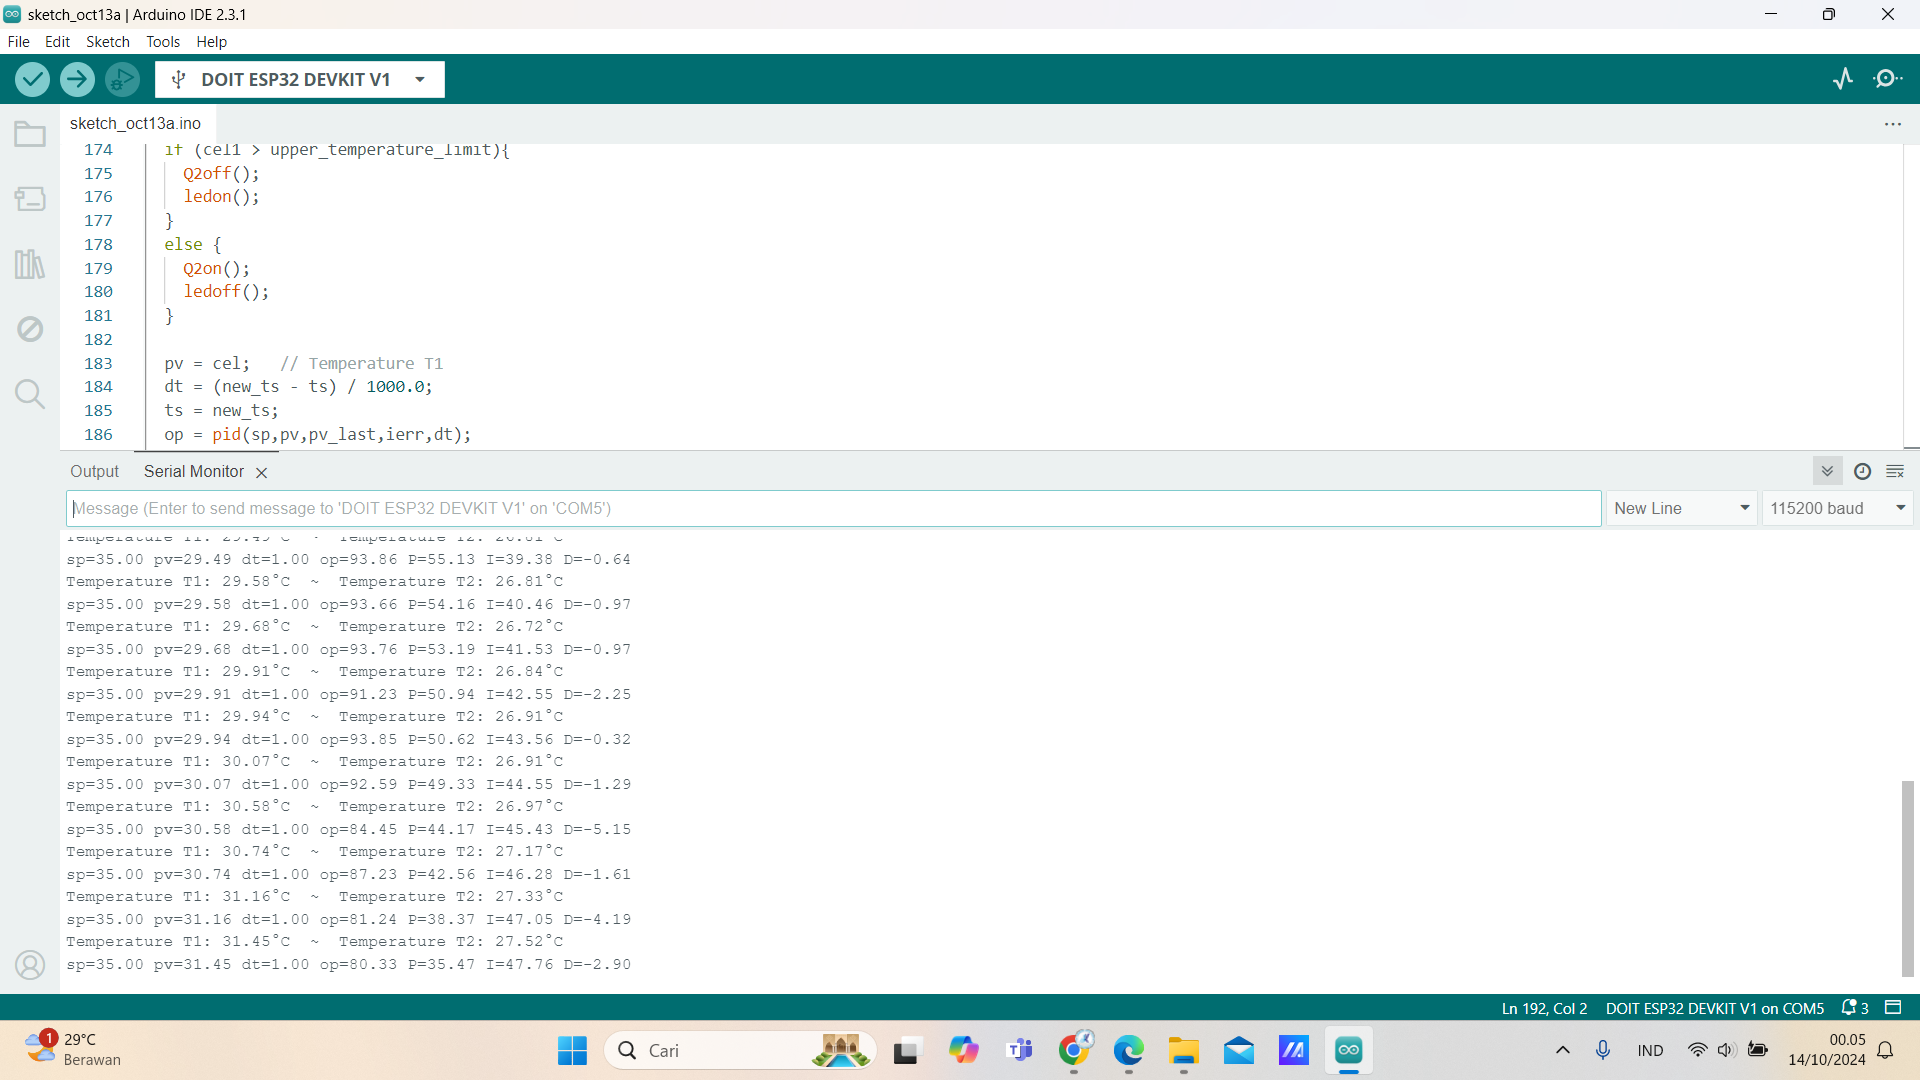 sketch_oct13a | Arduino IDE 2.3.1
File Edit Sketch Tools Help
DOIT ESP32 DEVKIT V1
sketch_oct13a.ino
174 if (cel1 > upper_temperature_limit){
175 Q2off();
176 ledon();
177 }
178 else {
179 Q2on();
180 ledoff();
181 }
182
183 pv = cel; // Temperature T1
184 dt = (new_ts - ts) / 1000.0;
185 ts = new_ts;
186 op = pid(sp,pv,pv_last,ierr,dt);
Output Serial Monitor
Message (Enter to send message to 'DOIT ESP32 DEVKIT V1' on 'COM5')
New Line
115200 baud
Temperature T1: 29.49°C ~ Temperature T2: 26.81°C
sp=35.00 pv=29.49 dt=1.00 op=93.86 P=55.13 I=39.38 D=-0.64
Temperature T1: 29.58°C ~ Temperature T2: 26.81°C
sp=35.00 pv=29.58 dt=1.00 op=93.66 P=54.16 I=40.46 D=-0.97
Temperature T1: 29.68°C ~ Temperature T2: 26.72°C
sp=35.00 pv=29.68 dt=1.00 op=93.76 P=53.19 I=41.53 D=-0.97
Temperature T1: 29.91°C ~ Temperature T2: 26.84°C
sp=35.00 pv=29.91 dt=1.00 op=91.23 P=50.94 I=42.55 D=-2.25
Temperature T1: 29.94°C ~ Temperature T2: 26.91°C
sp=35.00 pv=29.94 dt=1.00 op=93.85 P=50.62 I=43.56 D=-0.32
Temperature T1: 30.07°C ~ Temperature T2: 26.91°C
sp=35.00 pv=30.07 dt=1.00 op=92.59 P=49.33 I=44.55 D=-1.29
Temperature T1: 30.58°C ~ Temperature T2: 26.97°C
sp=35.00 pv=30.58 dt=1.00 op=84.45 P=44.17 I=45.43 D=-5.15
Temperature T1: 30.74°C ~ Temperature T2: 27.17°C
sp=35.00 pv=30.74 dt=1.00 op=87.23 P=42.56 I=46.28 D=-1.61
Temperature T1: 31.16°C ~ Temperature T2: 27.33°C
sp=35.00 pv=31.16 dt=1.00 op=81.24 P=38.37 I=47.05 D=-4.19
Temperature T1: 31.45°C ~ Temperature T2: 27.52°C
sp=35.00 pv=31.45 dt=1.00 op=80.33 P=35.47 I=47.76 D=-2.90
Ln 192, Col 2 DOIT ESP32 DEVKIT V1 on COM5 3
1
29°C
Berawan
Cari
IND
00.05
14/10/2024